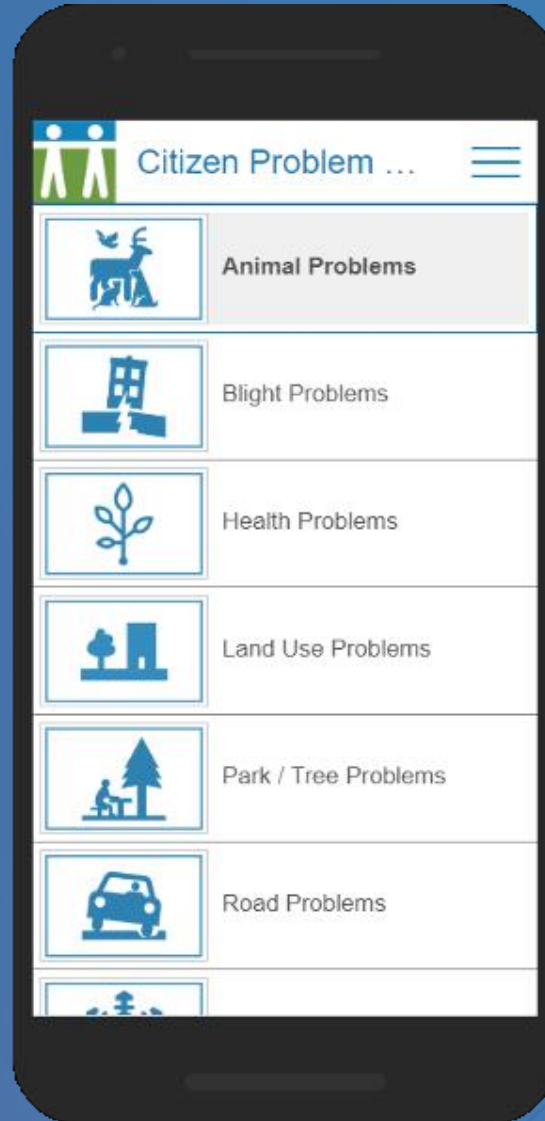 Citizen Problem ...
Animal Problems
Blight Problems
Health Problems
Land Use Problems
Park / Tree Problems
Road Problems